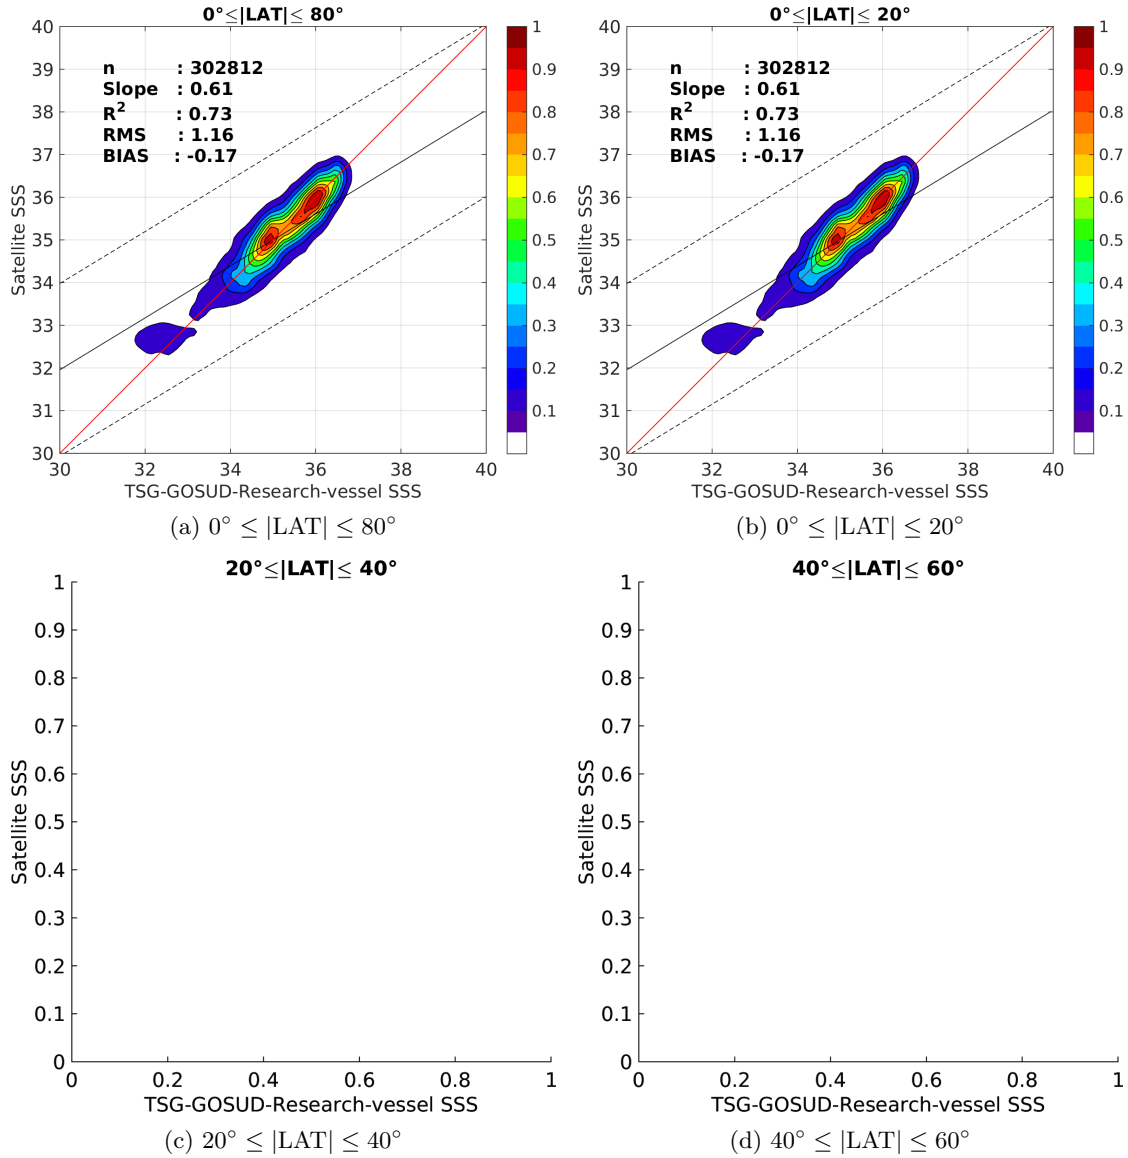 0°≤|LAT|≤ 80°
40
39
38
37
36
35
34
33
32
31
30
Satellite SSS
n : 302812
Slope : 0.61
R² : 0.73
RMS : 1.16
BIAS : -0.17
30 32 34 36 38 40
TSG-GOSUD-Research-vessel SSS
1
0.9
0.8
0.7
0.6
0.5
0.4
0.3
0.2
0.1
(a) 0° ≤ |LAT| ≤ 80°
0°≤|LAT|≤ 20°
40
39
38
37
36
35
34
33
32
31
30
Satellite SSS
n : 302812
Slope : 0.61
R² : 0.73
RMS : 1.16
BIAS : -0.17
30 32 34 36 38 40
TSG-GOSUD-Research-vessel SSS
1
0.9
0.8
0.7
0.6
0.5
0.4
0.3
0.2
0.1
(b) 0° ≤ |LAT| ≤ 20°
20°≤|LAT|≤ 40°
1
0.9
0.8
0.7
0.6
0.5
0.4
0.3
0.2
0.1
0
Satellite SSS
0 0.2 0.4 0.6 0.8 1
TSG-GOSUD-Research-vessel SSS
(c) 20° ≤ |LAT| ≤ 40°
40°≤|LAT|≤ 60°
1
0.9
0.8
0.7
0.6
0.5
0.4
0.3
0.2
0.1
0
Satellite SSS
0 0.2 0.4 0.6 0.8 1
TSG-GOSUD-Research-vessel SSS
(d) 40° ≤ |LAT| ≤ 60°